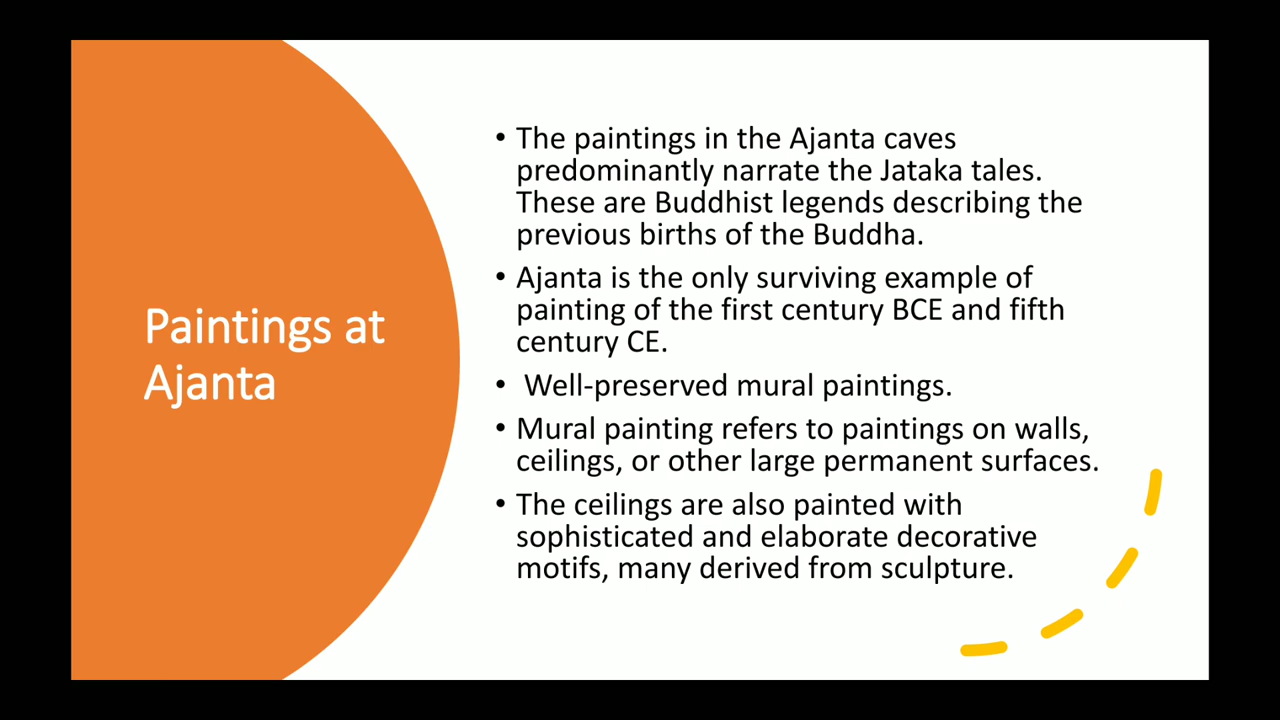 Paintings at
Ajanta
• The paintings in the Ajanta caves
predominantly narrate the Jataka tales.
These are Buddhist legends describing the
previous births of the Buddha.
• Ajanta is the only surviving example of
painting of the first century BCE and fifth
century CE.
• Well-preserved mural paintings.
• Mural painting refers to paintings on walls,
ceilings, or other large permanent surfaces.
• The ceilings are also painted with
sophisticated and elaborate decorative
motifs, many derived from sculpture.